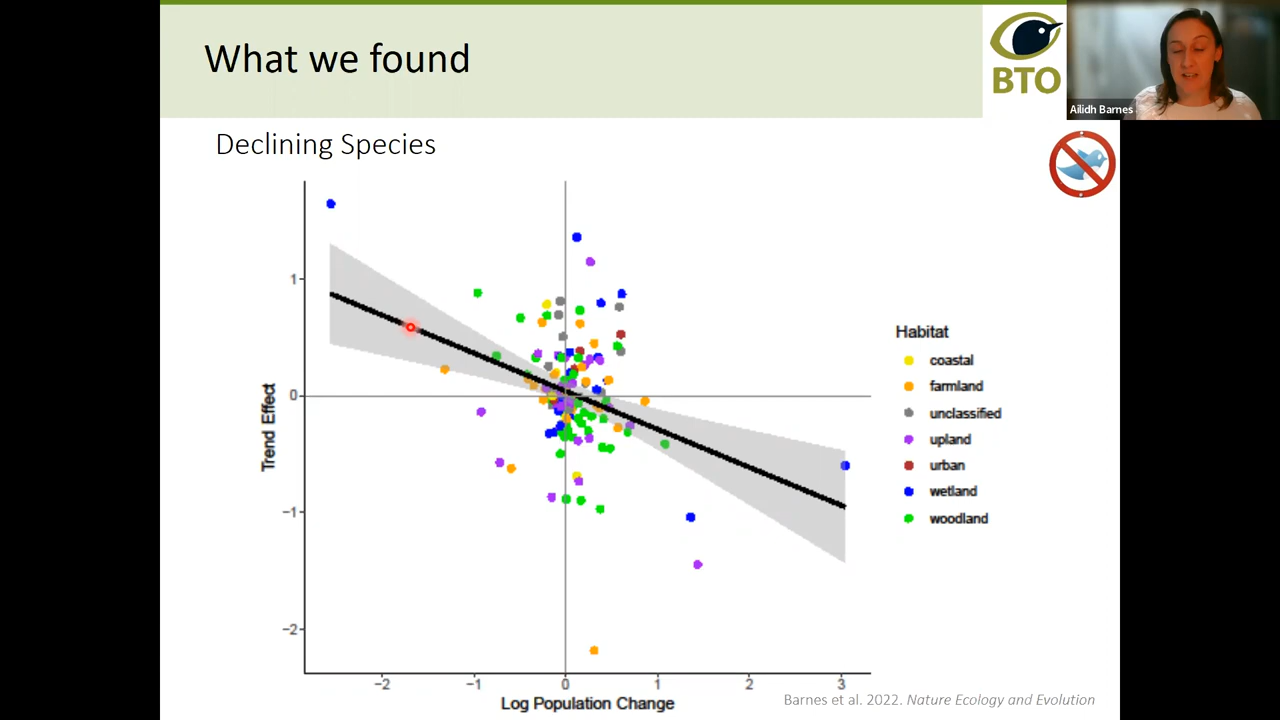 What we found
BTO
Ailidh Barnes
Declining Species
1
0
−1
−2
Trend Effect
−2
−1
0
1
2
3
Log Population Change
Habitat
coastal
farmland
unclassified
upland
urban
wetland
woodland
Barnes et al. 2022. Nature Ecology and Evolution